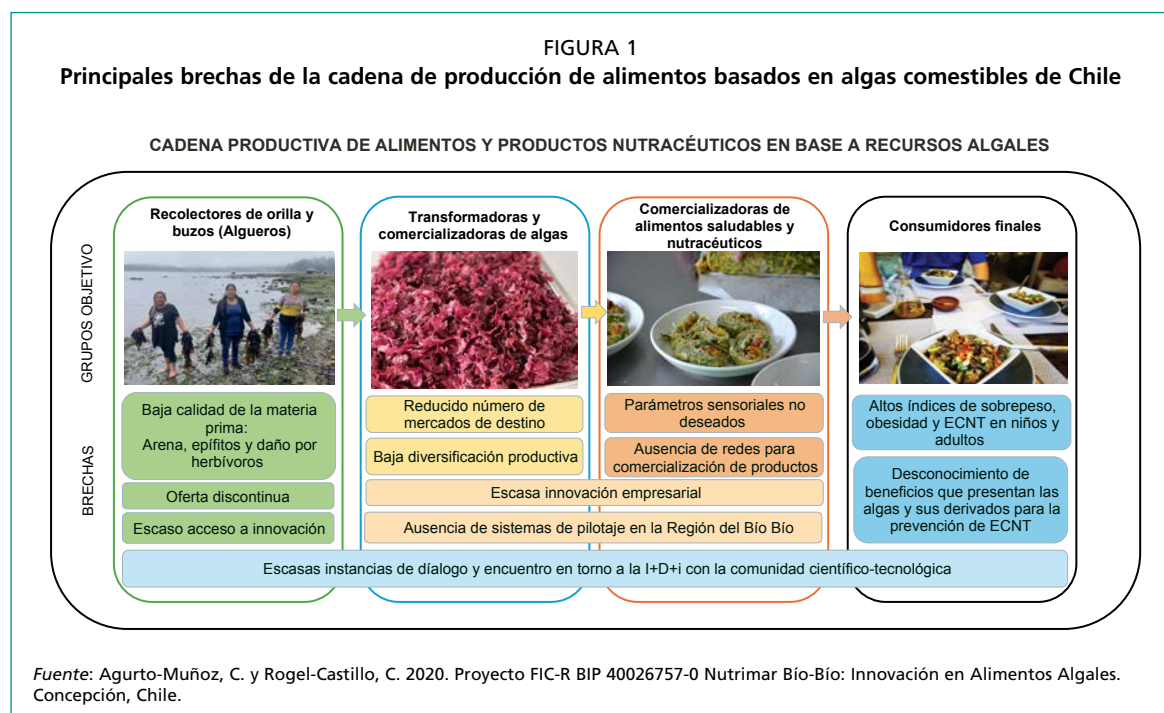 FIGURA 1
Principales brechas de la cadena de producción de alimentos basados en algas comestibles de Chile
CADENA PRODUCTIVA DE ALIMENTOS Y PRODUCTOS NUTRACÉUTICOS EN BASE A RECURSOS ALGALES
GRUPOS OBJETIVO
Recolectores de orilla y
buzos (Algueros)
Transformadoras y
comercializadoras de algas
Comercializadoras de
alimentos saludables y
nutracéuticos
Consumidores finales
BRECHAS
Baja calidad de la materia
prima:
Arena, epífitos y daño por
herbívoros
Oferta discontinua
Escaso acceso a innovación
Reducido número de
mercados de destino
Baja diversificación productiva
Parámetros sensoriales no
deseados
Ausencia de redes para
comercialización de productos
Escasa innovación empresarial
Ausencia de sistemas de pilotaje en la Región del Bío Bío
Altos índices de sobrepeso,
obesidad y ECNT en niños y
adultos
Desconocimiento de
beneficios que presentan las
algas y sus derivados para la
prevención de ECNT
Escasas instancias de díalogo y encuentro en torno a la I+D+i con la comunidad científico-tecnológica
Fuente: Agurto-Muñoz, C. y Rogel-Castillo, C. 2020. Proyecto FIC-R BIP 40026757-0 Nutrimar Bío-Bío: Innovación en Alimentos Algales.
Concepción, Chile.